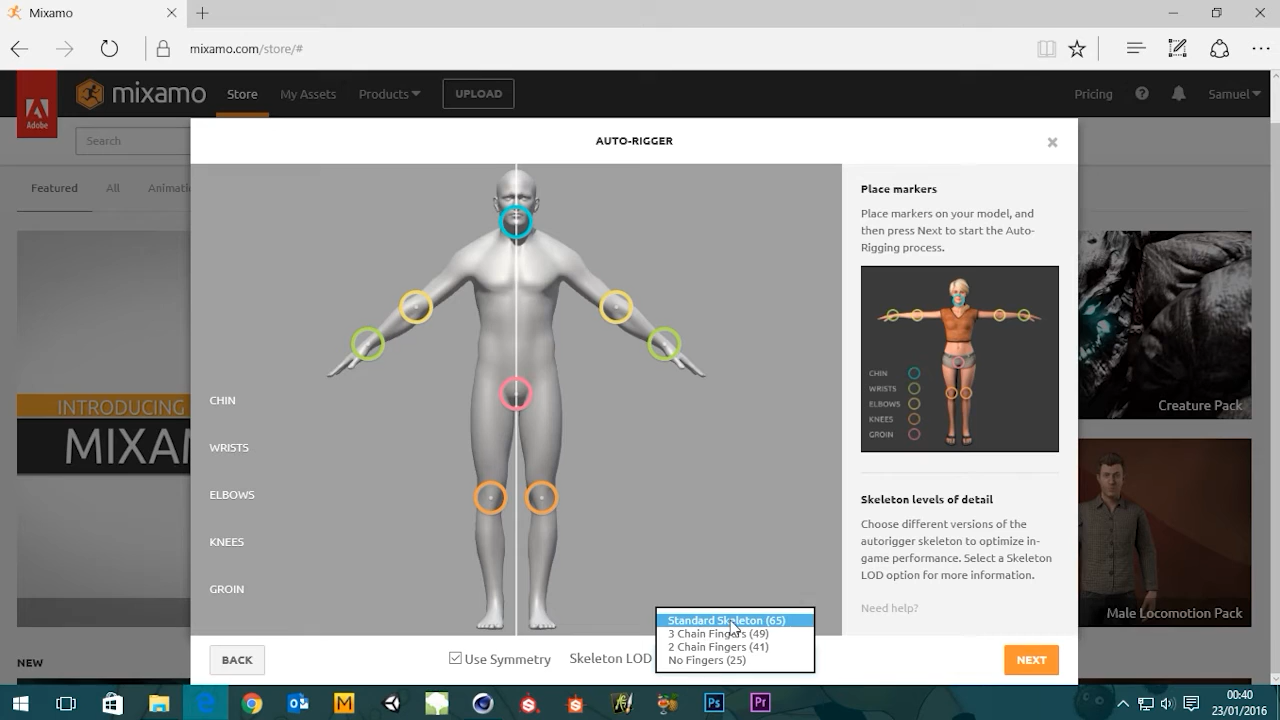 Mixamo
mixamo.com/store/#
Adobe
mixamo
Store
My Assets
Products
UPLOAD
Pricing
Samuel
Search
AUTO-RIGGER
Featured
All
Animati
Place markers
Place markers on your model, and
then press Next to start the Auto-
Rigging process.
CHIN
WRISTS
ELBOWS
KNEES
GROIN
INTRODUCING
MIXAM
Creature Pack
CHIN
WRISTS
ELBOWS
KNEES
GROIN
Skeleton levels of detail
Choose different versions of the
autorigger skeleton to optimize in-
game performance. Select a Skeleton
LOD option for more information.
Need help?
Male Locomotion Pack
Standard Skeleton (65)
3 Chain Fingers (49)
2 Chain Fingers (41)
No Fingers (25)
NEW
BACK
Use Symmetry
Skeleton LOD
NEXT
Ps
Pr
00:40
23/01/2016